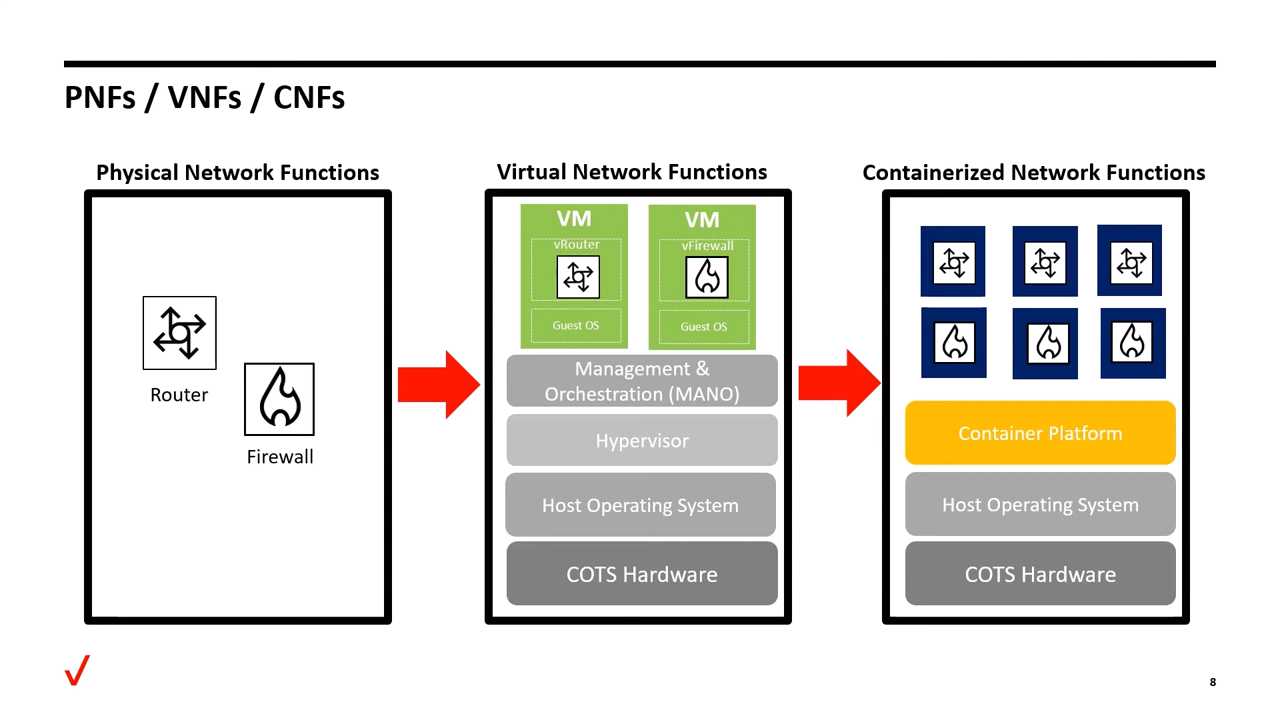 PNFs / VNFs / CNFs
Physical Network Functions
Router
Firewall
Virtual Network Functions
VM
vRouter
Guest OS
VM
vFirewall
Guest OS
Management &
Orchestration (MANO)
Hypervisor
Host Operating System
COTS Hardware
Containerized Network Functions
Container Platform
Host Operating System
COTS Hardware
8